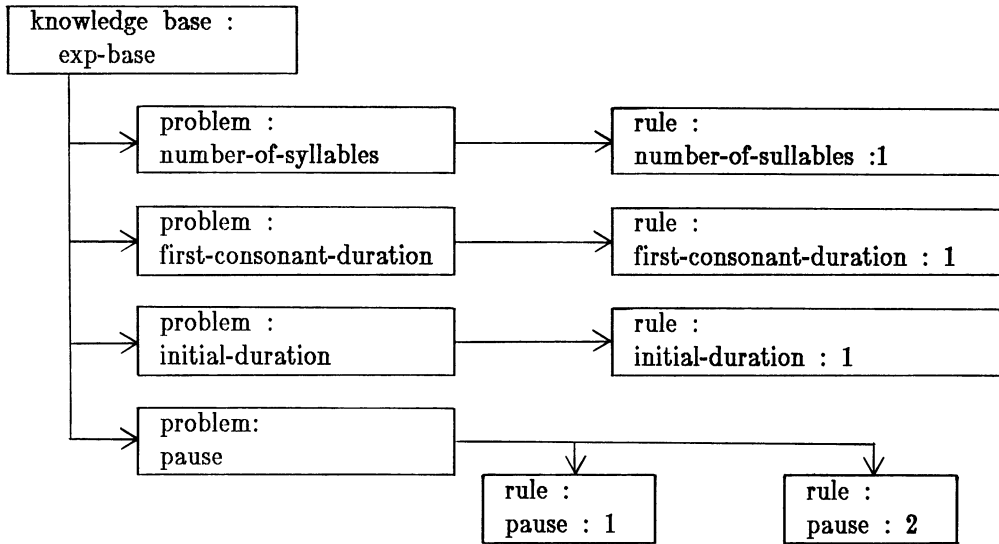 knowledge base :
exp-base
problem :
number-of-syllables
rule :
number-of-sullables :1
problem :
first-consonant-duration
rule :
first-consonant-duration : 1
problem :
initial-duration
rule :
initial-duration : 1
problem:
pause
rule :
pause : 1
rule :
pause : 2